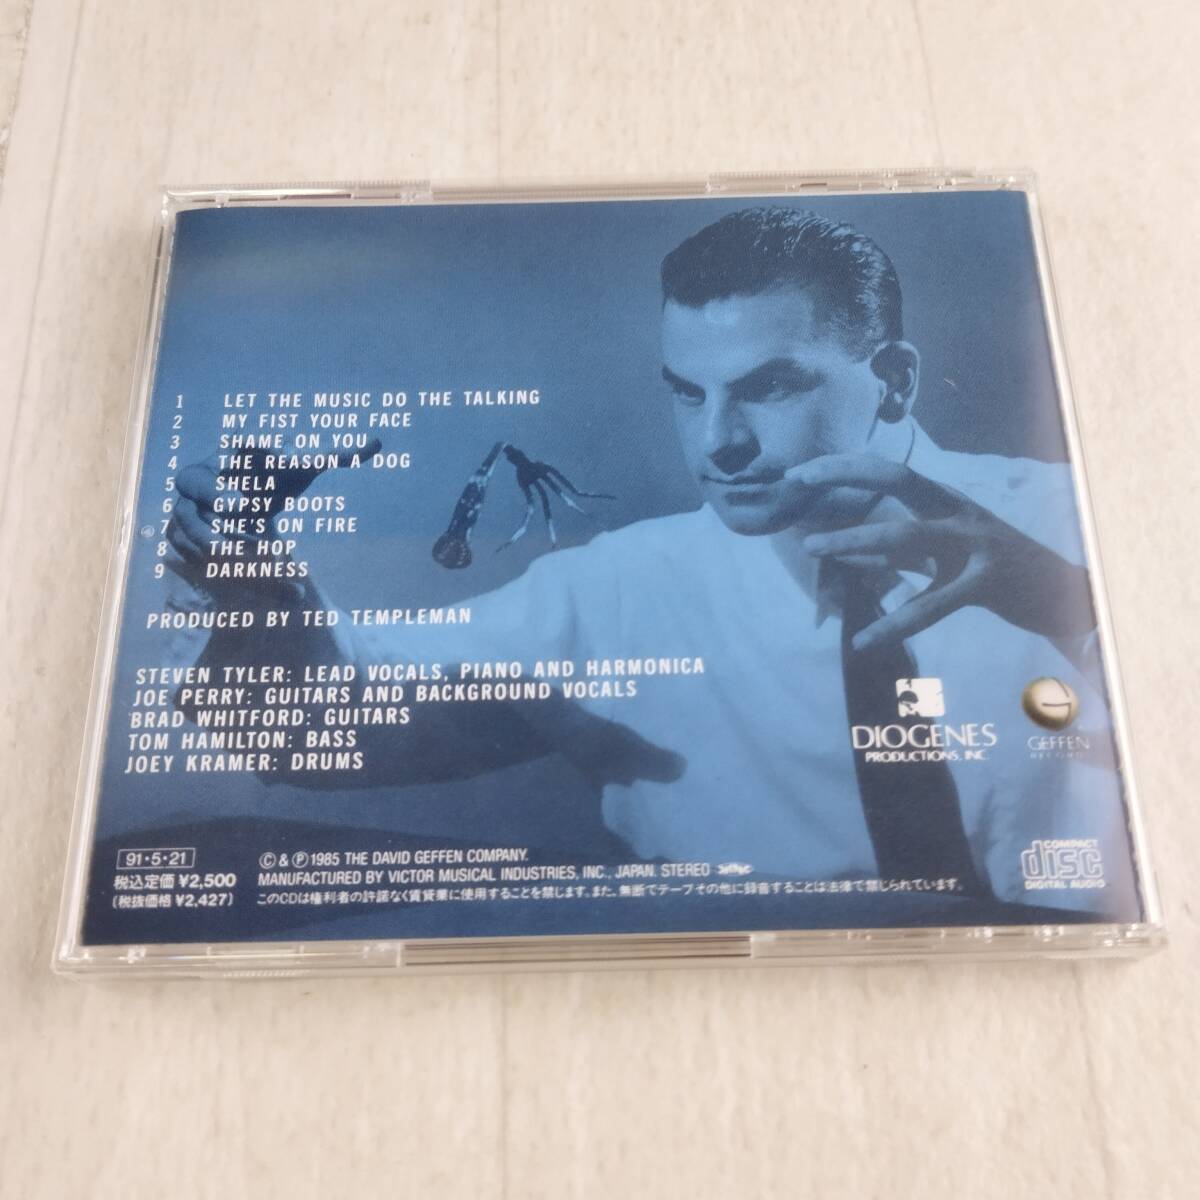 1 LET THE MUSIC DO THE TALKING
2 MY FIST YOUR FACE
3 SHAME ON YOU
4 THE REASON A DOG
5 SHELA
6 GYPSY BOOTS
7 SHE'S ON FIRE
8 THE HOP
9 DARKNESS
PRODUCED BY TED TEMPLEMAN
STEVEN TYLER: LEAD VOCALS, PIANO AND HARMONICA
JOE PERRY: GUITARS AND BACKGROUND VOCALS
BRAD WHITFORD: GUITARS
TOM HAMILTON: BASS
JOEY KRAMER: DRUMS
DIOGENES
PRODUCTIONS, INC.
GEFFEN
RECORDS
91・5・21
税込定価 ¥2,500
(税抜価格 ¥2,427)
Ⓒ & Ⓟ 1985 THE DAVID GEFFEN COMPANY.
MANUFACTURED BY VICTOR MUSICAL INDUSTRIES, INC., JAPAN. STEREO
このCDは権利者の許諾なく賃貸業に使用することを禁じます。また、無断でテープその他に録音することは法律で禁じられています。
COMPACT
disc
DIGITAL AUDIO